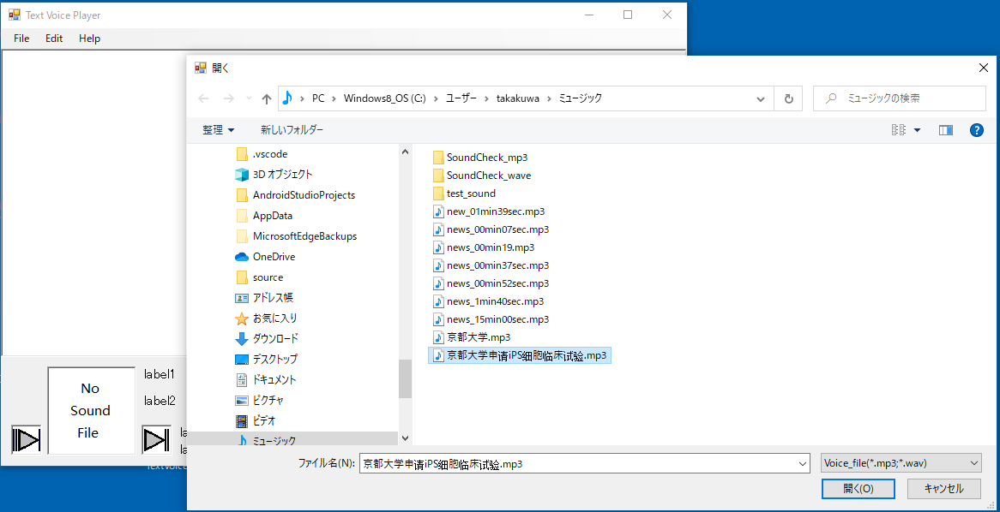 Text Voice Player
File Edit Help
開く
PC › Windows8_OS (C:) › ユーザー › takakuwa › ミュージック
ミュージックの検索
整理 新しいフォルダー
.vscode
3D オブジェクト
AndroidStudioProjects
AppData
MicrosoftEdgeBackups
OneDrive
source
アドレス帳
お気に入り
ダウンロード
デスクトップ
ドキュメント
ピクチャ
ビデオ
ミュージック
SoundCheck_mp3
SoundCheck_wave
test_sound
new_01min39sec.mp3
news_00min07sec.mp3
news_00min19.mp3
news_00min37sec.mp3
news_00min52sec.mp3
news_1min40sec.mp3
news_15min00sec.mp3
京都大学.mp3
京都大学申请iPS细胞临床试验.mp3
ファイル名(N): 京都大学申请iPS细胞临床试验.mp3 Voice_file(*.mp3;*.wav)
開く(O) キャンセル
No
Sound
File
label1
label2